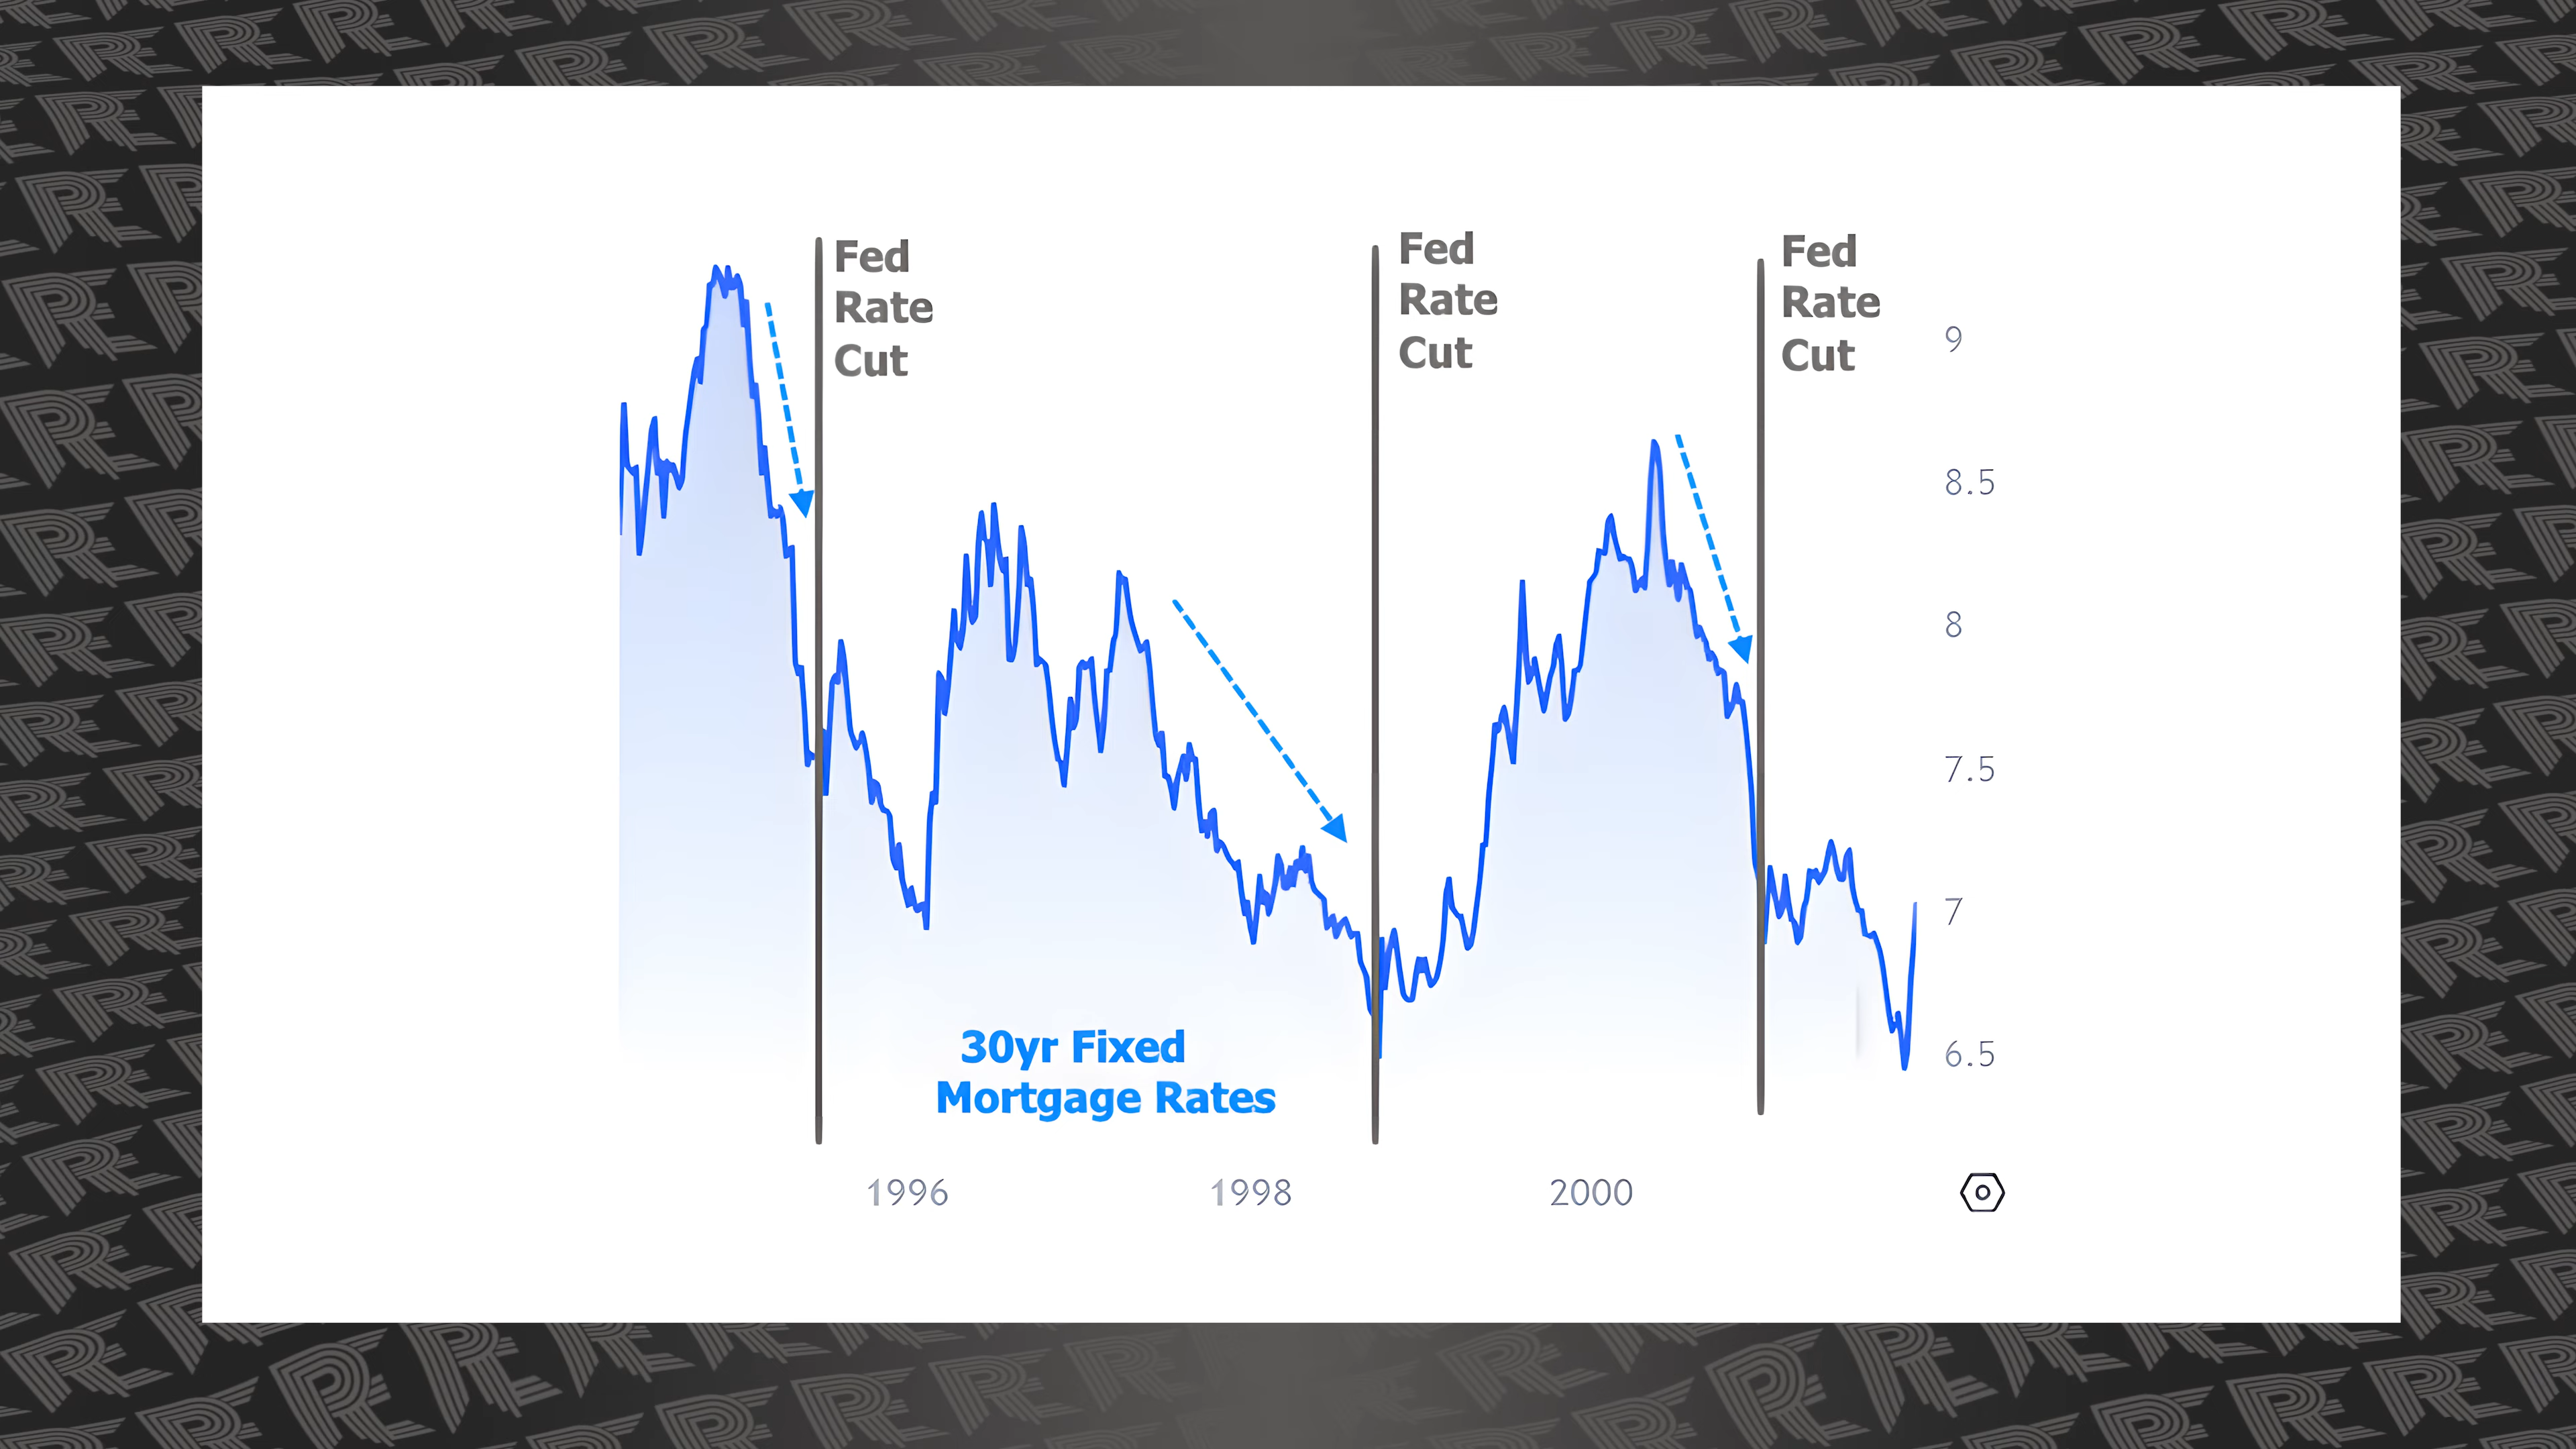 Fed
Rate
Cut
Fed
Rate
Cut
Fed
Rate
Cut
9
8.5
8
7.5
7
6.5
30yr Fixed
Mortgage Rates
1996
1998
2000